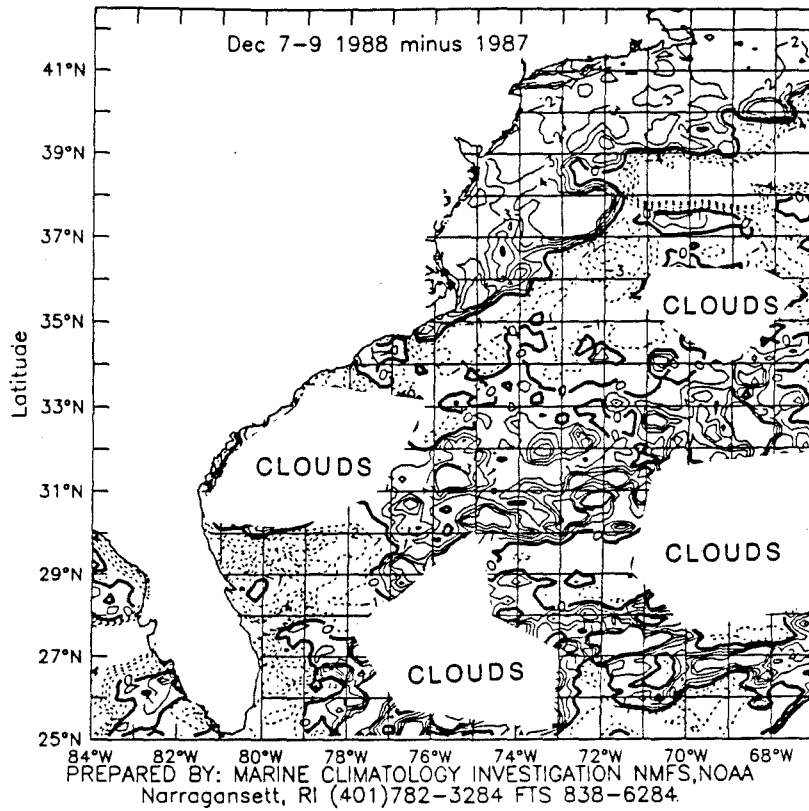 Dec 7-9 1988 minus 1987
41°N
39°N
37°N
CLOUDS
35°N
Latitude
33°N
CLOUDS
31°N
CLOUDS
29°N
CLOUDS
27°N
25°N
84°W 82°W 80°W 78°W 76°W 74°W 72°W 70°W 68°W
PREPARED BY: MARINE CLIMATOLOGY INVESTIGATION NMFS,NOAA
Narragansett, RI (401)782-3284 FTS 838-6284